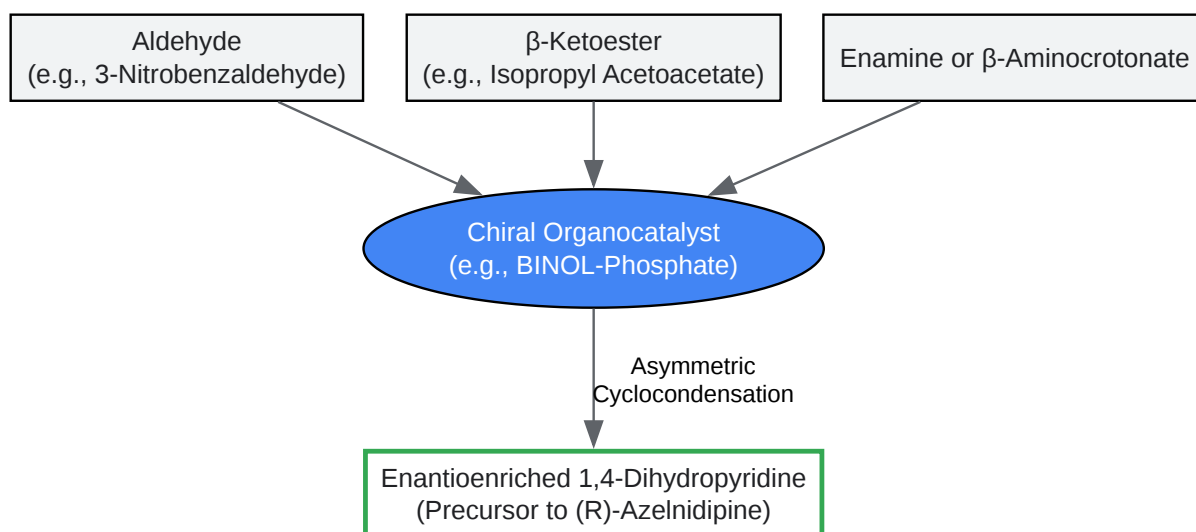 Aldehyde
(e.g., 3-Nitrobenzaldehyde)
β-Ketoester
(e.g., Isopropyl Acetoacetate)
Enamine or β-Aminocrotonate
Chiral Organocatalyst
(e.g., BINOL-Phosphate)
Asymmetric
Cyclocondensation
Enantioenriched 1,4-Dihydropyridine
(Precursor to (R)-Azelnidipine)